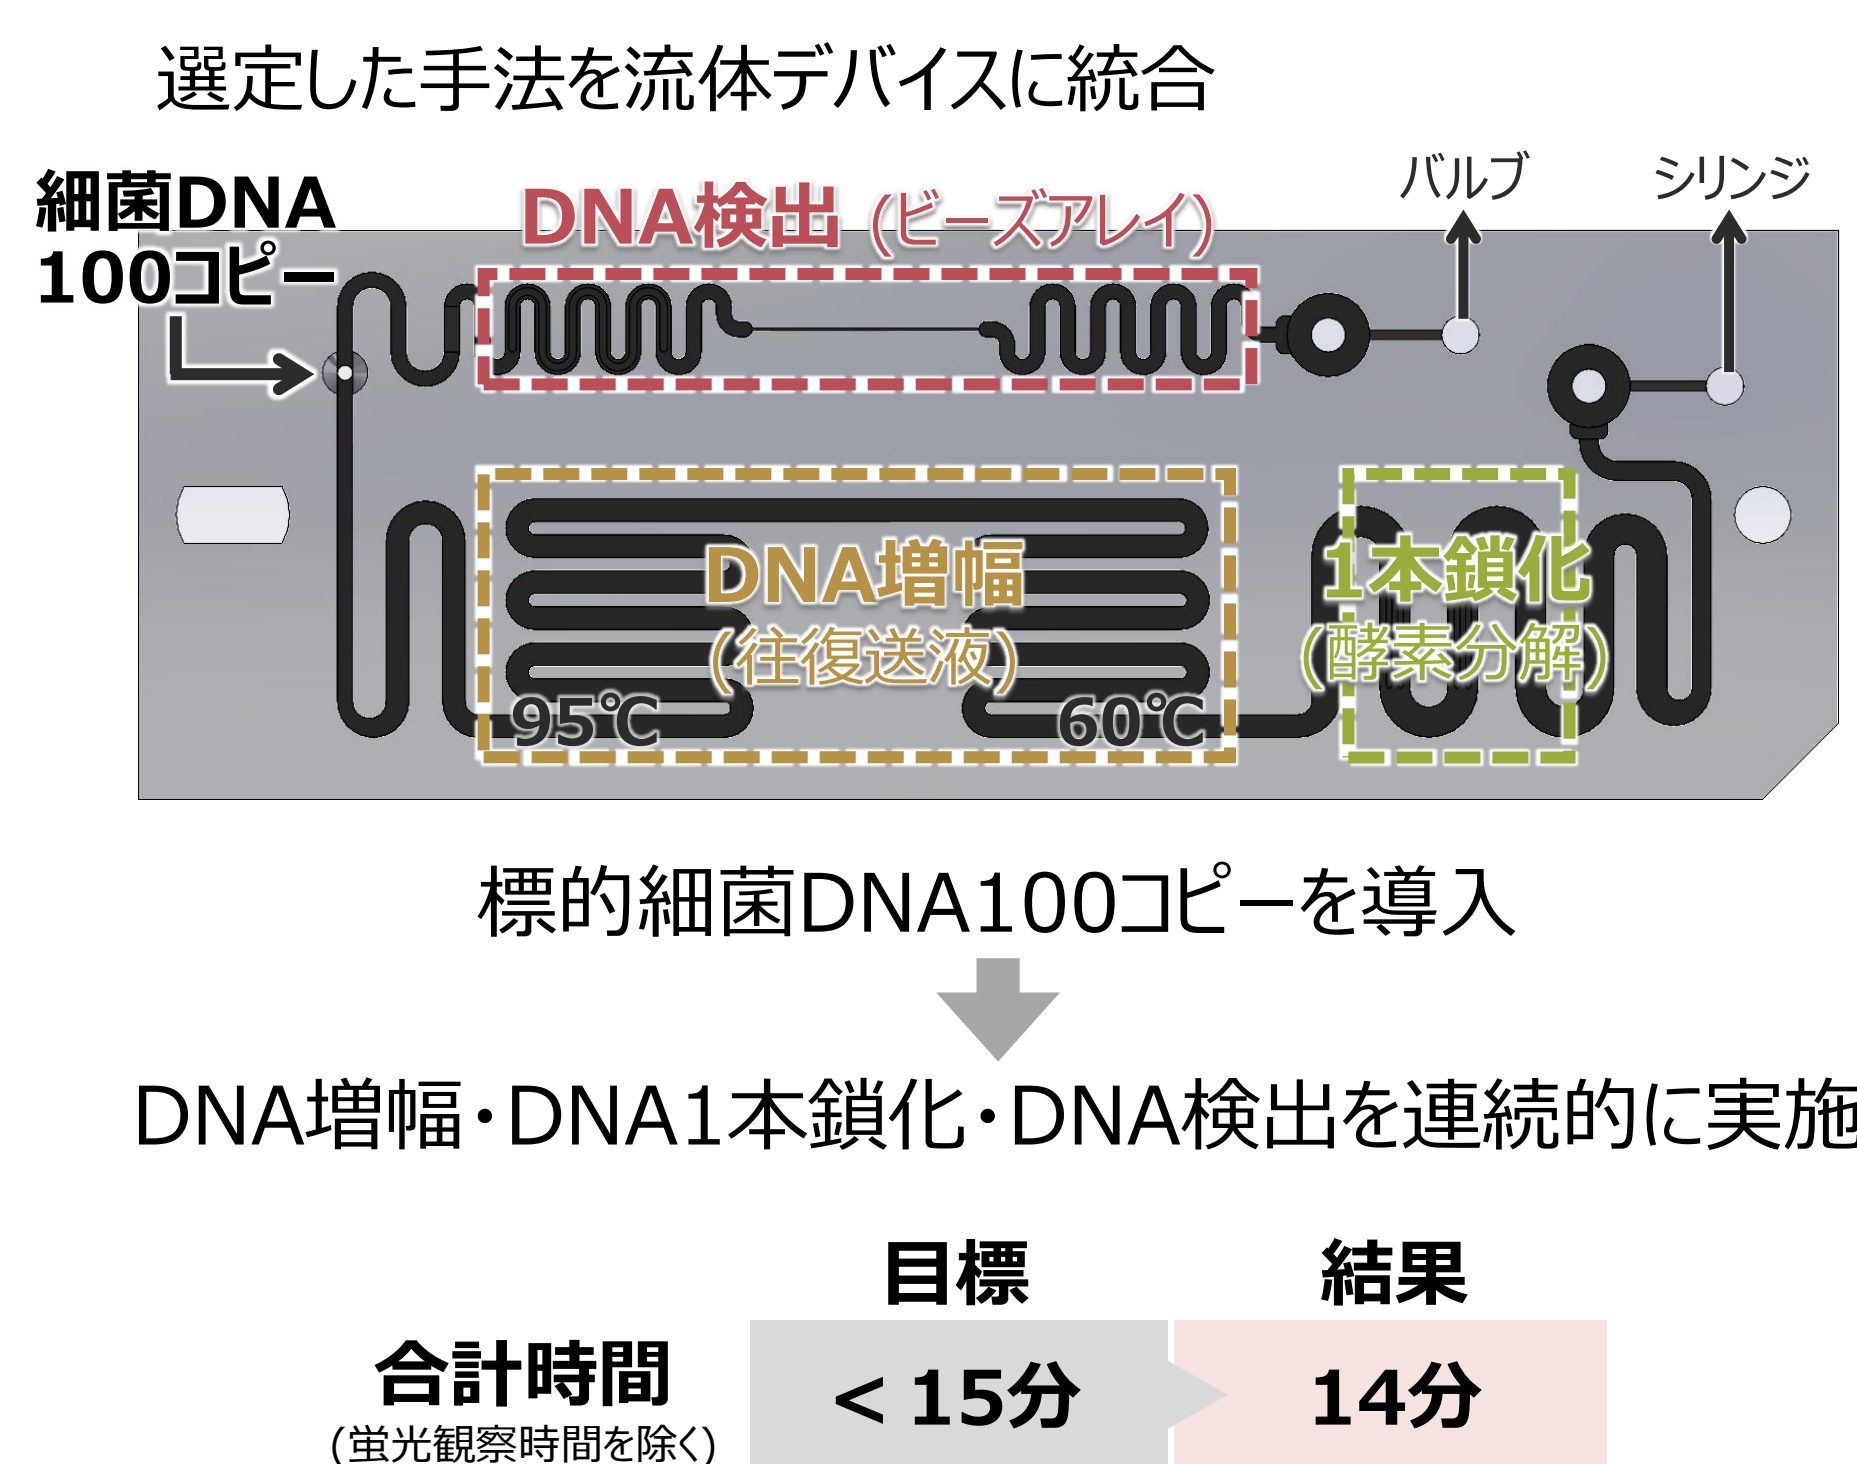 選定した手法を流体デバイスに統合
細菌DNA
100コピー
DNA検出 (ビーズアレイ)
バルブ
シリンジ
DNA増幅
(往復送液)
95℃
60℃
1本鎖化
(酵素分解)
標的細菌DNA100コピーを導入
DNA増幅・DNA1本鎖化・DNA検出を連続的に実施
目標
結果
合計時間
(蛍光観察時間を除く)
< 15分
14分